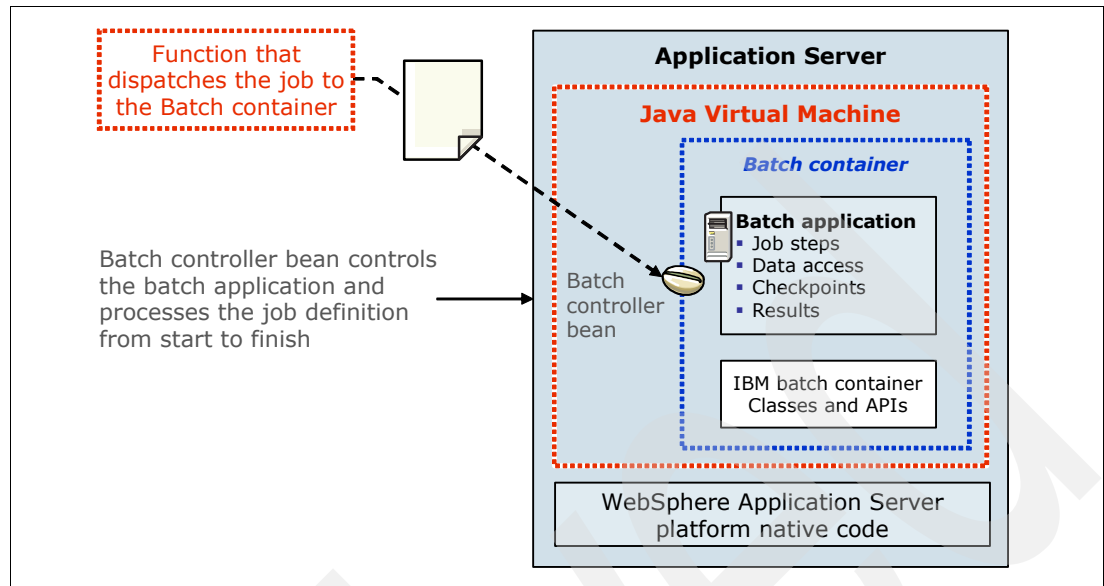 Function that
dispatches the job to
the Batch container
Application Server
Java Virtual Machine
Batch container
Batch application
▪ Job steps
▪ Data access
▪ Checkpoints
▪ Results
Batch controller bean controls
the batch application and
processes the job definition
from start to finish
Batch
controller
bean
IBM batch container
Classes and APIs
WebSphere Application Server
platform native code